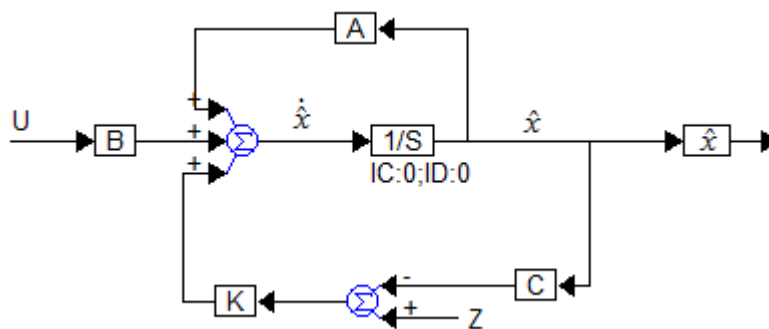 A
+
U
B
+
Σ
ẋ̂
1/S
x̂
x̂
+
IC:0;ID:0
K
Σ
-
C
+
Z